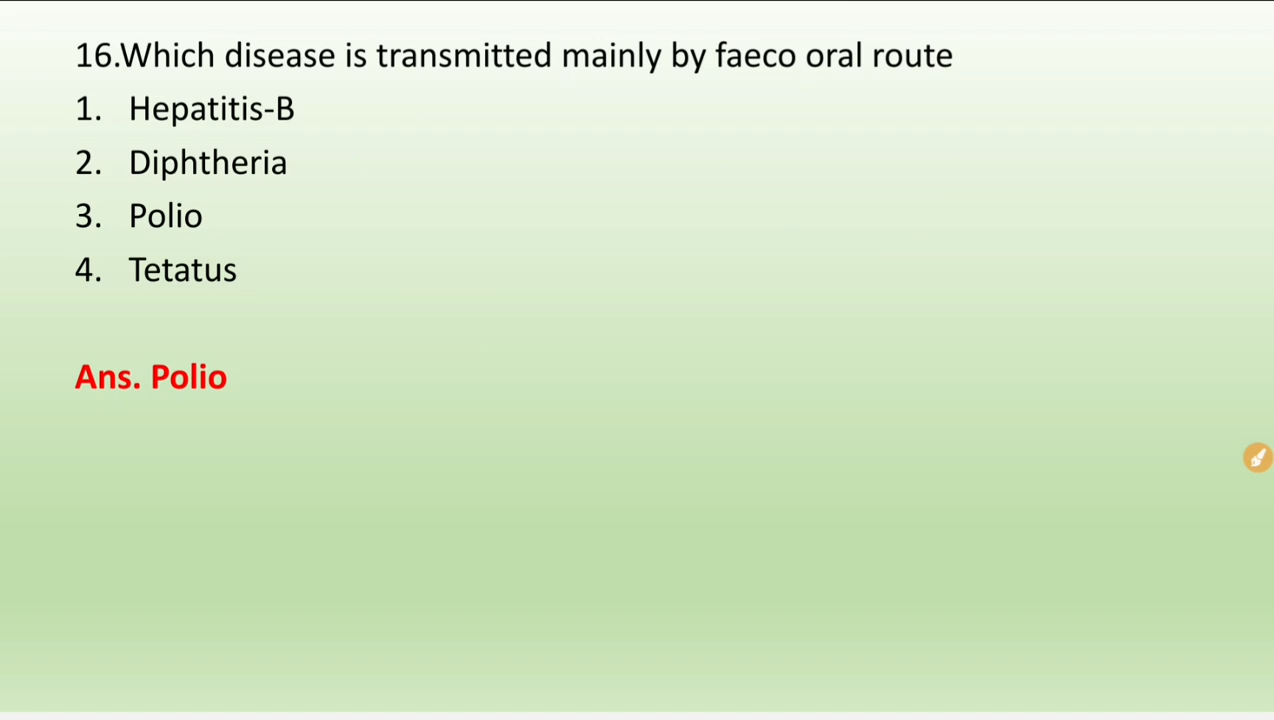 16.Which disease is transmitted mainly by faeco oral route
1. Hepatitis-B
2. Diphtheria
3. Polio
4. Tetatus
Ans. Polio